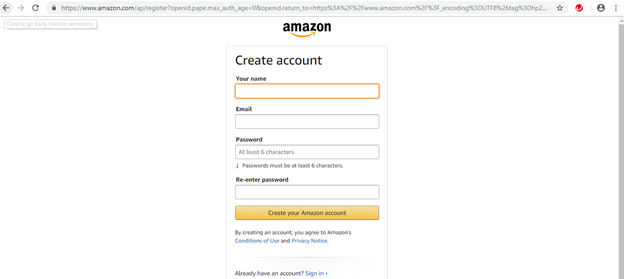 https://www.amazon.com/ap/register?openid.pape.max_auth_age=0&openid.return_to=https%3A%2F%2Fwww.amazon.com%2F%3F_encoding%3DUTF8%26tag%3Dhp2...
Click to go back, hold to see history
amazon
Create account
Your name
Email
Password
At least 6 characters
i Passwords must be at least 6 characters.
Re-enter password
Create your Amazon account
By creating an account, you agree to Amazon's
Conditions of Use and Privacy Notice.
Already have an account? Sign in ›